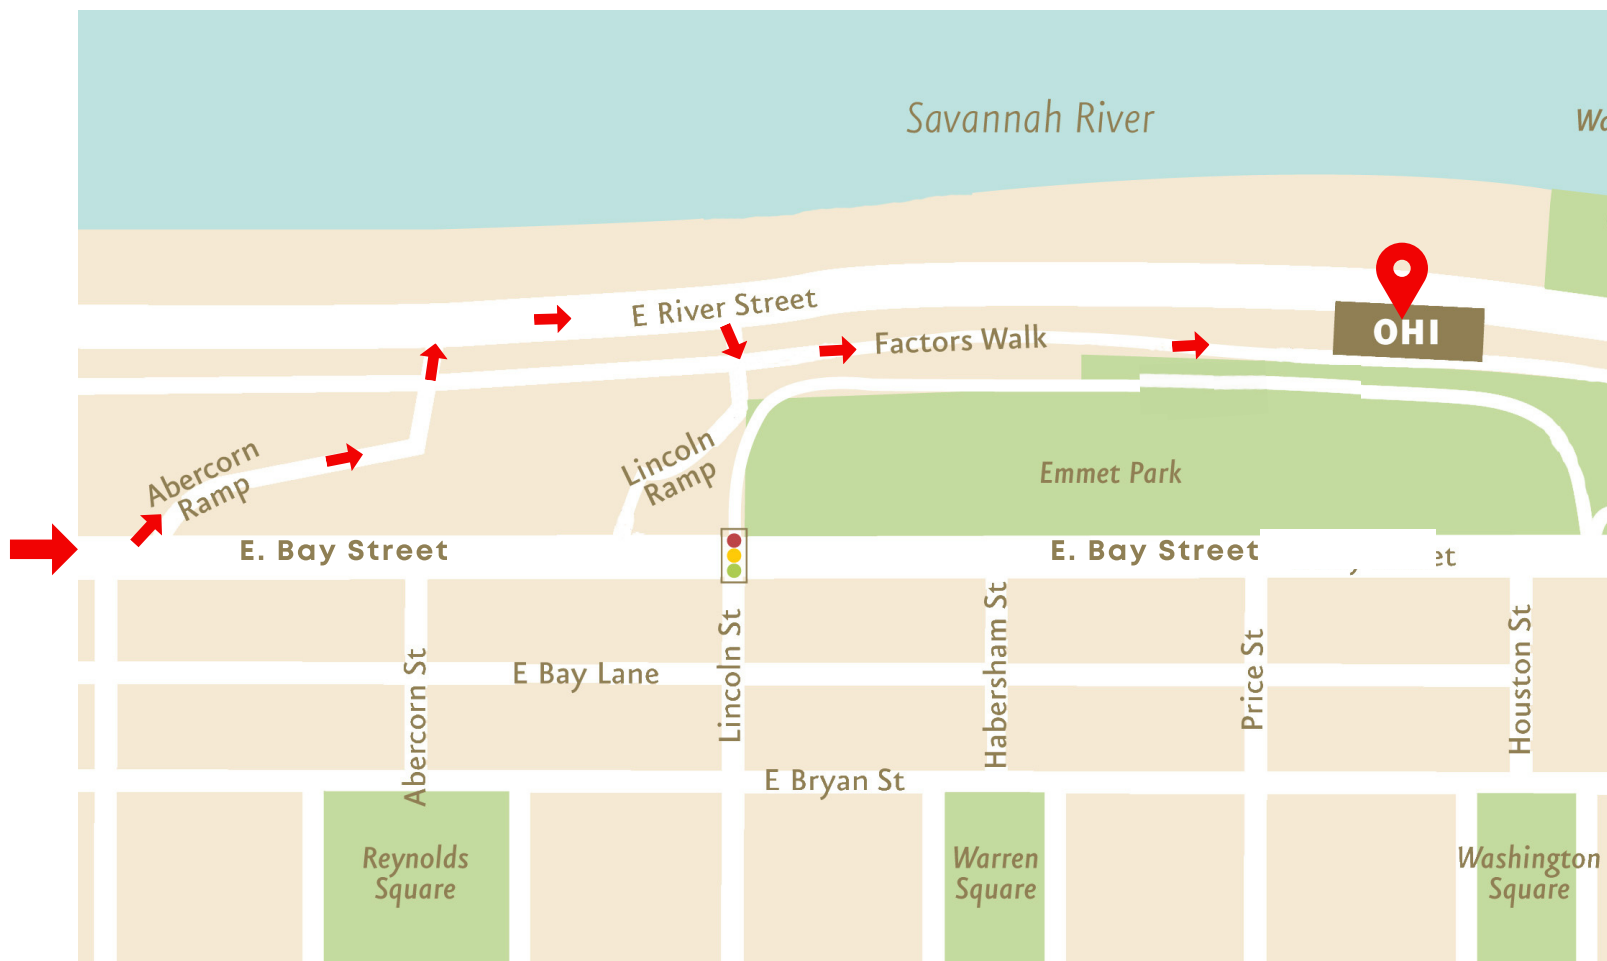 Savannah River
E River Street
OHI
Factors Walk
Abercorn
Ramp
Lincoln
Ramp
Emmet Park
E. Bay Street
E. Bay Street
Abercorn St
E Bay Lane
Lincoln St
Habersham St
Price St
Houston St
E Bryan St
Reynolds
Square
Warren
Square
Washington
Square